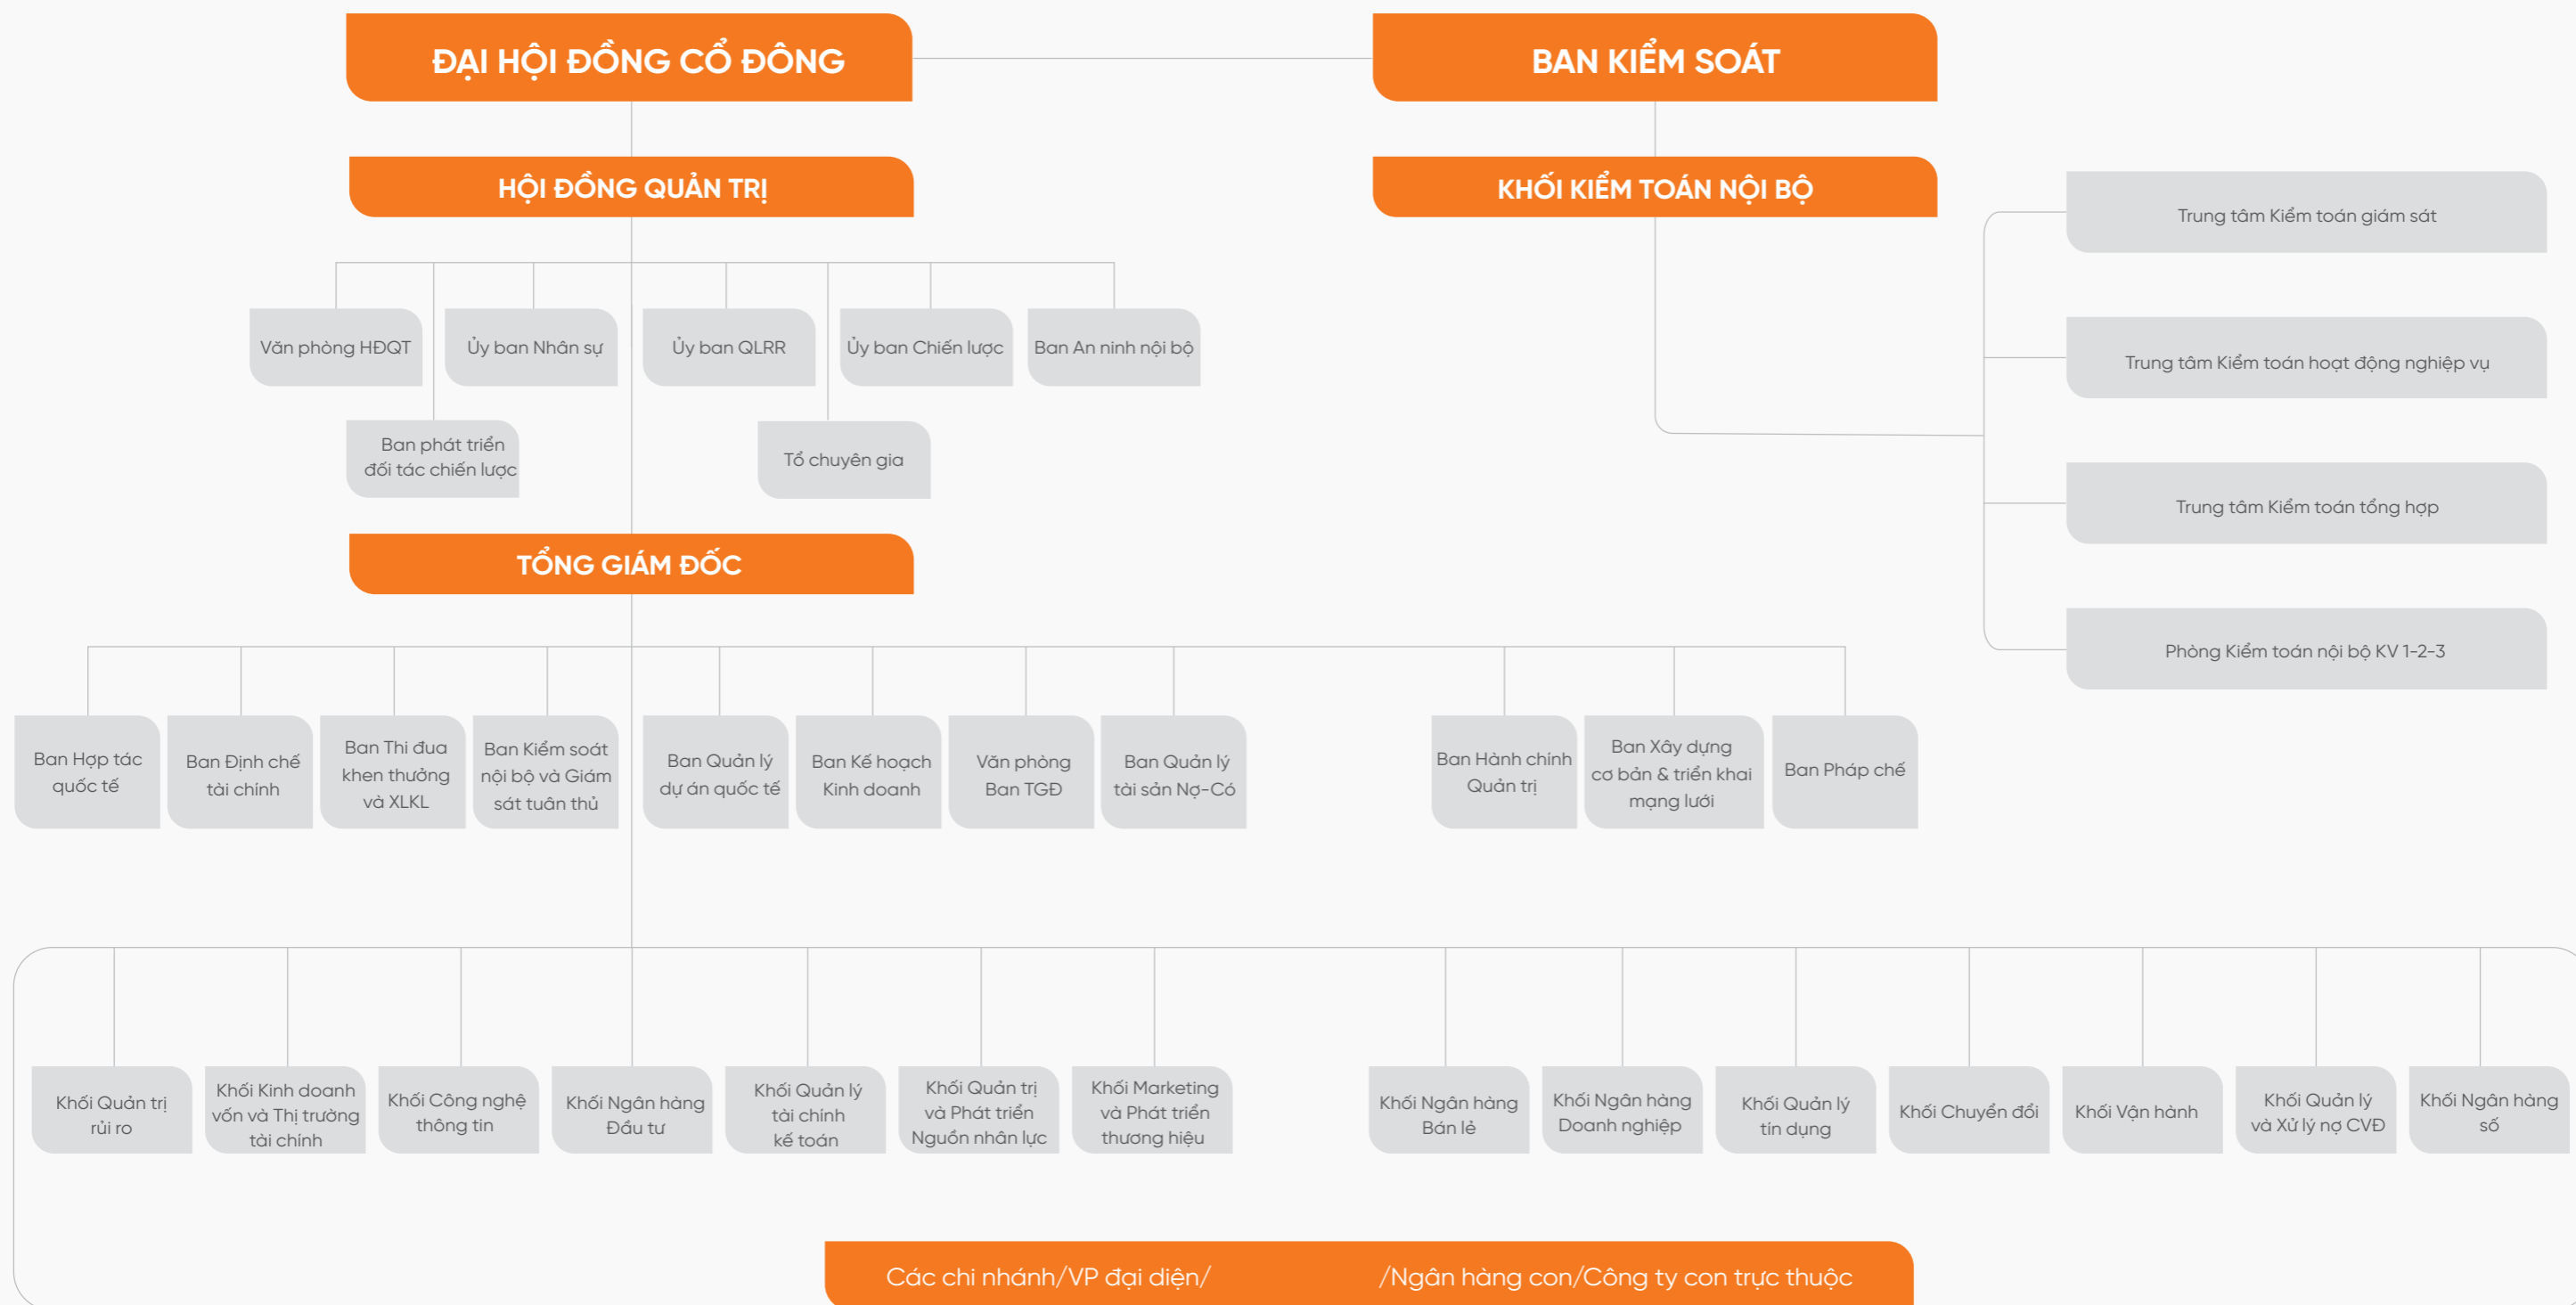 ĐẠI HỘI ĐỒNG CỔ ĐÔNG
BAN KIỂM SOÁT
HỘI ĐỒNG QUẢN TRỊ
KHỐI KIỂM TOÁN NỘI BỘ
Trung tâm Kiểm toán giám sát
Trung tâm Kiểm toán hoạt động nghiệp vụ
Trung tâm Kiểm toán tổng hợp
Phòng Kiểm toán nội bộ KV 1-2-3
Văn phòng HĐQT
Ủy ban Nhân sự
Ủy ban QLRR
Ủy ban Chiến lược
Ban An ninh nội bộ
Ban phát triển
đối tác chiến lược
Tổ chuyên gia
TỔNG GIÁM ĐỐC
Ban Hợp tác
quốc tế
Ban Định chế
tài chính
Ban Thi đua
khen thưởng
và XLKL
Ban Kiểm soát
nội bộ và Giám
sát tuân thủ
Ban Quản lý
dự án quốc tế
Ban Kế hoạch
Kinh doanh
Văn phòng
Ban TGĐ
Ban Quản lý
tài sản Nợ-Có
Ban Hành chính
Quản trị
Ban Xây dựng
cơ bản & triển khai
mạng lưới
Ban Pháp chế
Khối Quản trị
rủi ro
Khối Kinh doanh
vốn và Thị trường
tài chính
Khối Công nghệ
thông tin
Khối Ngân hàng
Đầu tư
Khối Quản lý
tài chính
kế toán
Khối Quản trị
và Phát triển
Nguồn nhân lực
Khối Marketing
và Phát triển
thương hiệu
Khối Ngân hàng
Bán lẻ
Khối Ngân hàng
Doanh nghiệp
Khối Quản lý
tín dụng
Khối Chuyển đổi
Khối Vận hành
Khối Quản lý
và Xử lý nợ CVĐ
Khối Ngân hàng
số
Các chi nhánh/VP đại diện/ /Ngân hàng con/Công ty con trực thuộc